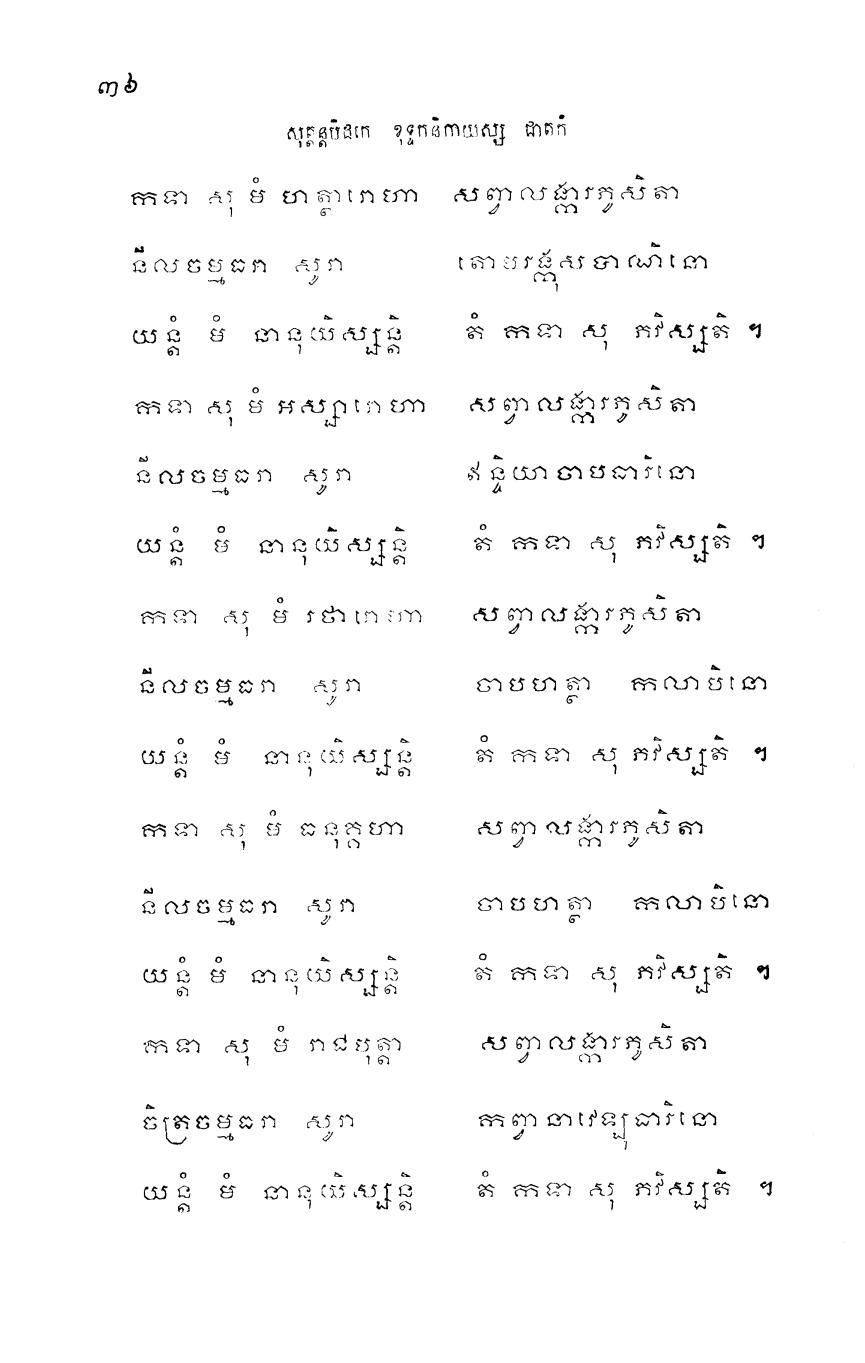 ៣៦
សុត្តន្តបិដកេ ខុទ្ទកនិកាយស្ស ជាតកំ
កទា សុ មំ ហត្ថារោហា សព្វាលង្ការភូសិតា
នីលចម្មធរា សូរា តោមរង្កុសបាណិនោ
យន្តំ មំ នានុយិស្សន្តិ តំ កទា សុ ភវិស្សតិ ។
កទា សុ មំ អស្សារោហា សព្វាលង្ការភូសិតា
នីលចម្មធរា សូរា ឥន្ទិយាចាបធារិនោ
យន្តំ មំ នានុយិស្សន្តិ តំ កទា សុ ភវិស្សតិ ។
កទា សុ មំ រថារោហា សព្វាលង្ការភូសិតា
នីលចម្មធរា សូរា ចាបហត្ថា កលាបិនោ
យន្តំ មំ នានុយិស្សន្តិ តំ កទា សុ ភវិស្សតិ ។
កទា សុ មំ ធនុគ្គហា សព្វាលង្ការភូសិតា
នីលចម្មធរា សូរា ចាបហត្ថា កលាបិនោ
យន្តំ មំ នានុយិស្សន្តិ តំ កទា សុ ភវិស្សតិ ។
កទា សុ មំ រាជបុត្តា សព្វាលង្ការភូសិតា
ចិត្រចម្មធរា សូរា កព្វានាវេឡុធារិនោ
យន្តំ មំ នានុយិស្សន្តិ តំ កទា សុ ភវិស្សតិ ។